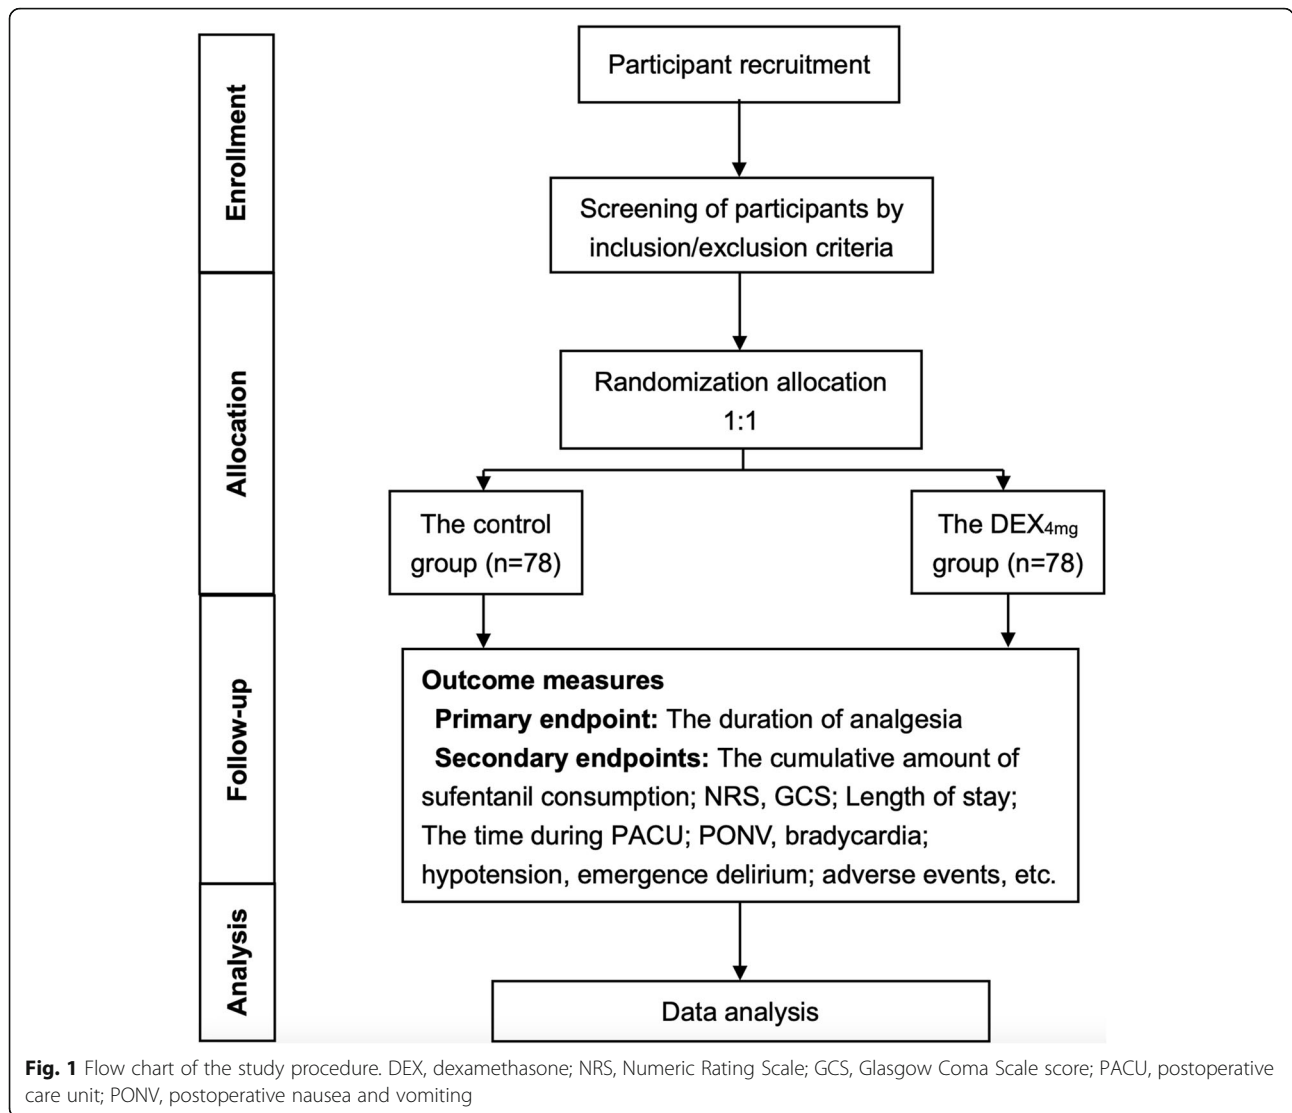 Enrollment
Participant recruitment
Screening of participants by
inclusion/exclusion criteria
Allocation
Randomization allocation
1:1
The control
group (n=78)
The DEX4mg
group (n=78)
Follow-up
Outcome measures
Primary endpoint: The duration of analgesia
Secondary endpoints: The cumulative amount of
sufentanil consumption; NRS, GCS; Length of stay;
The time during PACU; PONV, bradycardia;
hypotension, emergence delirium; adverse events, etc.
Analysis
Data analysis
Fig. 1 Flow chart of the study procedure. DEX, dexamethasone; NRS, Numeric Rating Scale; GCS, Glasgow Coma Scale score; PACU, postoperative
care unit; PONV, postoperative nausea and vomiting